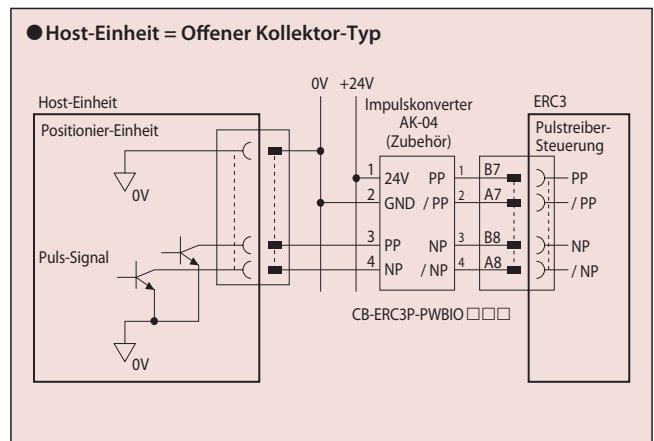 ●Host-Einheit = Offener Kollektor-Typ
0V +24V
Host-Einheit
Impulskonverter
AK-04
(Zubehör)
ERC3
Positionier-Einheit
Pulstreiber-
Steuerung
0V
1 24V PP 1 B7 PP
2 GND / PP 2 A7 / PP
Puls-Signal
3 PP NP 3 B8 NP
4 NP / NP 4 A8 / NP
CB-ERC3P-PWBIO□□□
0V